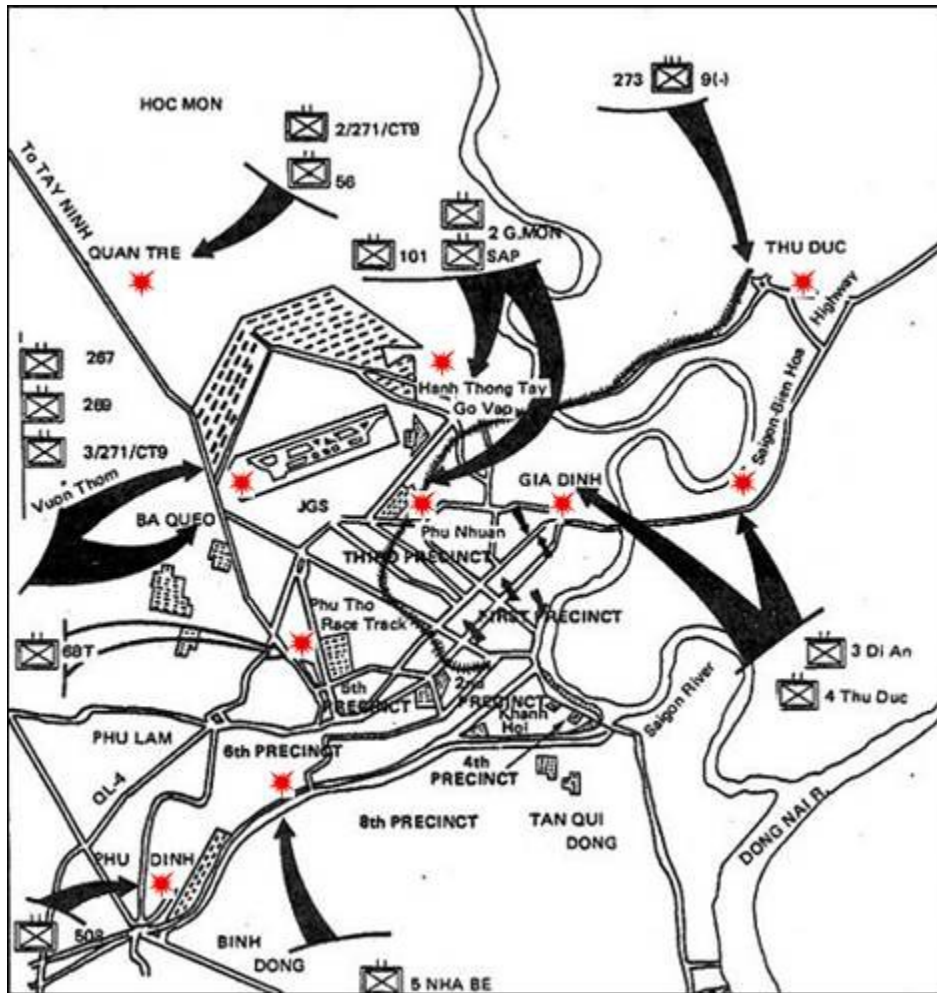 273
9(-)
HOC MON
2/271/CT9
56
To TAY NINH
QUAN TRE
2 G.MON
101
SAP
THU DUC
Highway
267
269
3/271/CT9
Vuon Thom
Hanh Thong Tay
Go Vap
Saigon-Bien Hoa
JGS
GIA DINH
BA QUEO
Phu Nhuan
THIRD PRECINCT
FIRST PRECINCT
Phu Tho
Race Track
68T
3 Di An
4 Thu Duc
5th
PRECINCT
2nd
PRECINCT
Khanh
Hoi
Saigon River
PHU LAM
6th PRECINCT
4th
PRECINCT
QL-4
8th PRECINCT
TAN QUI
DONG
DONG NAI R.
PHU DINH
508
BINH
DONG
5 NHA BE